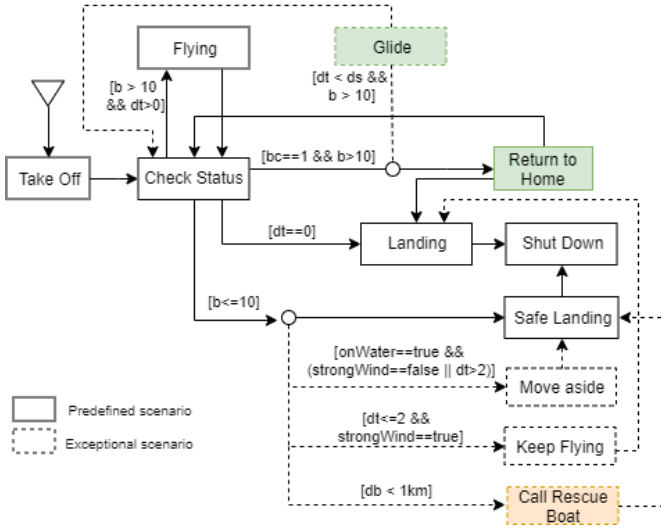 Flying
Glide
[b > 10
&& dt>0]
[dt < ds &&
b > 10]
Take Off
Check Status
[bc==1 && b>10]
Return to
Home
[dt==0]
Landing
Shut Down
[b<=10]
Safe Landing
[onWater==true &&
(strongWind==false || dt>2)]
Move aside
Predefined scenario
[dt<=2 &&
strongWind==true]
Keep Flying
Exceptional scenario
[db < 1km]
Call Rescue
Boat